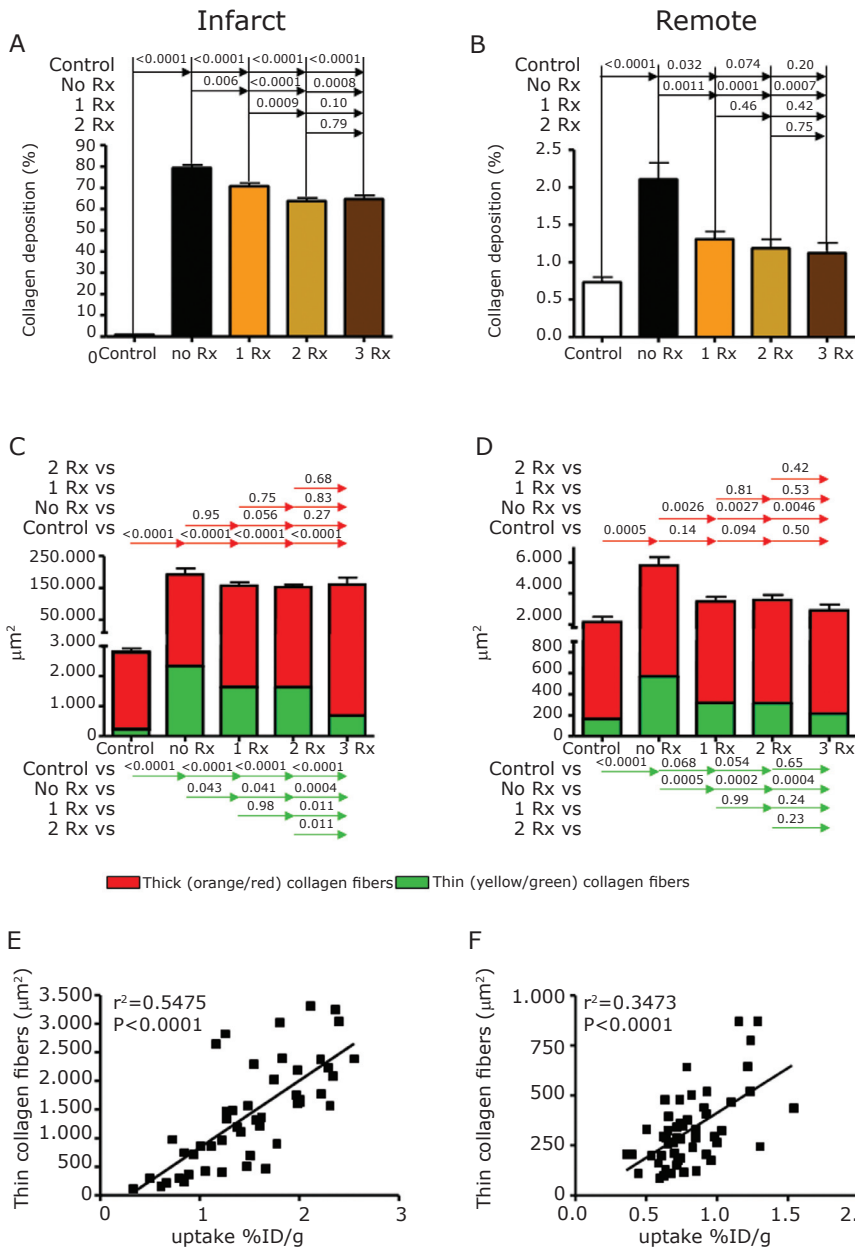 Infarct
Remote
A
Control <0.0001 <0.0001 <0.0001 <0.0001
No Rx 0.006 <0.0001 0.0008
1 Rx 0.0009 0.10
2 Rx 0.79
Collagen deposition (%)
90
80
70
60
50
40
30
20
10
0
0
Control no Rx 1 Rx 2 Rx 3 Rx
B
Control <0.0001 0.032 0.074 0.20
No Rx 0.0011 0.0001 0.0007
1 Rx 0.46 0.42
2 Rx 0.75
Collagen deposition (%)
2.5
2.0
1.5
1.0
0.5
0.0
Control no Rx 1 Rx 2 Rx 3 Rx
C
2 Rx vs 0.68
1 Rx vs 0.75 0.83
No Rx vs 0.95 0.056 0.27
Control vs <0.0001 <0.0001 <0.0001 <0.0001
μm²
250.000
150.000
50.000
3.000
2.000
1.000
0
Control no Rx 1 Rx 2 Rx 3 Rx
Control vs <0.0001 <0.0001 <0.0001 <0.0001
No Rx vs 0.043 0.041 0.0004
1 Rx vs 0.98 0.011
2 Rx vs 0.011
D
2 Rx vs 0.42
1 Rx vs 0.81 0.53
No Rx vs 0.0026 0.0027 0.0046
Control vs 0.0005 0.14 0.094 0.50
μm²
6.000
4.000
2.000
800
600
400
200
0
Control no Rx 1 Rx 2 Rx 3 Rx
Control vs <0.0001 0.068 0.054 0.65
No Rx vs 0.0005 0.0002 0.0004
1 Rx vs 0.99 0.24
2 Rx vs 0.23
Thick (orange/red) collagen fibers Thin (yellow/green) collagen fibers
E
Thin collagen fibers (μm²)
r²=0.5475
P<0.0001
3.500
3.000
2.500
2.000
1.500
1.000
500
0
0 1 2 3
uptake %ID/g
F
Thin collagen fibers (μm²)
r²=0.3473
P<0.0001
1.000
750
500
250
0
0.0 0.5 1.0 1.5 2.
uptake %ID/g